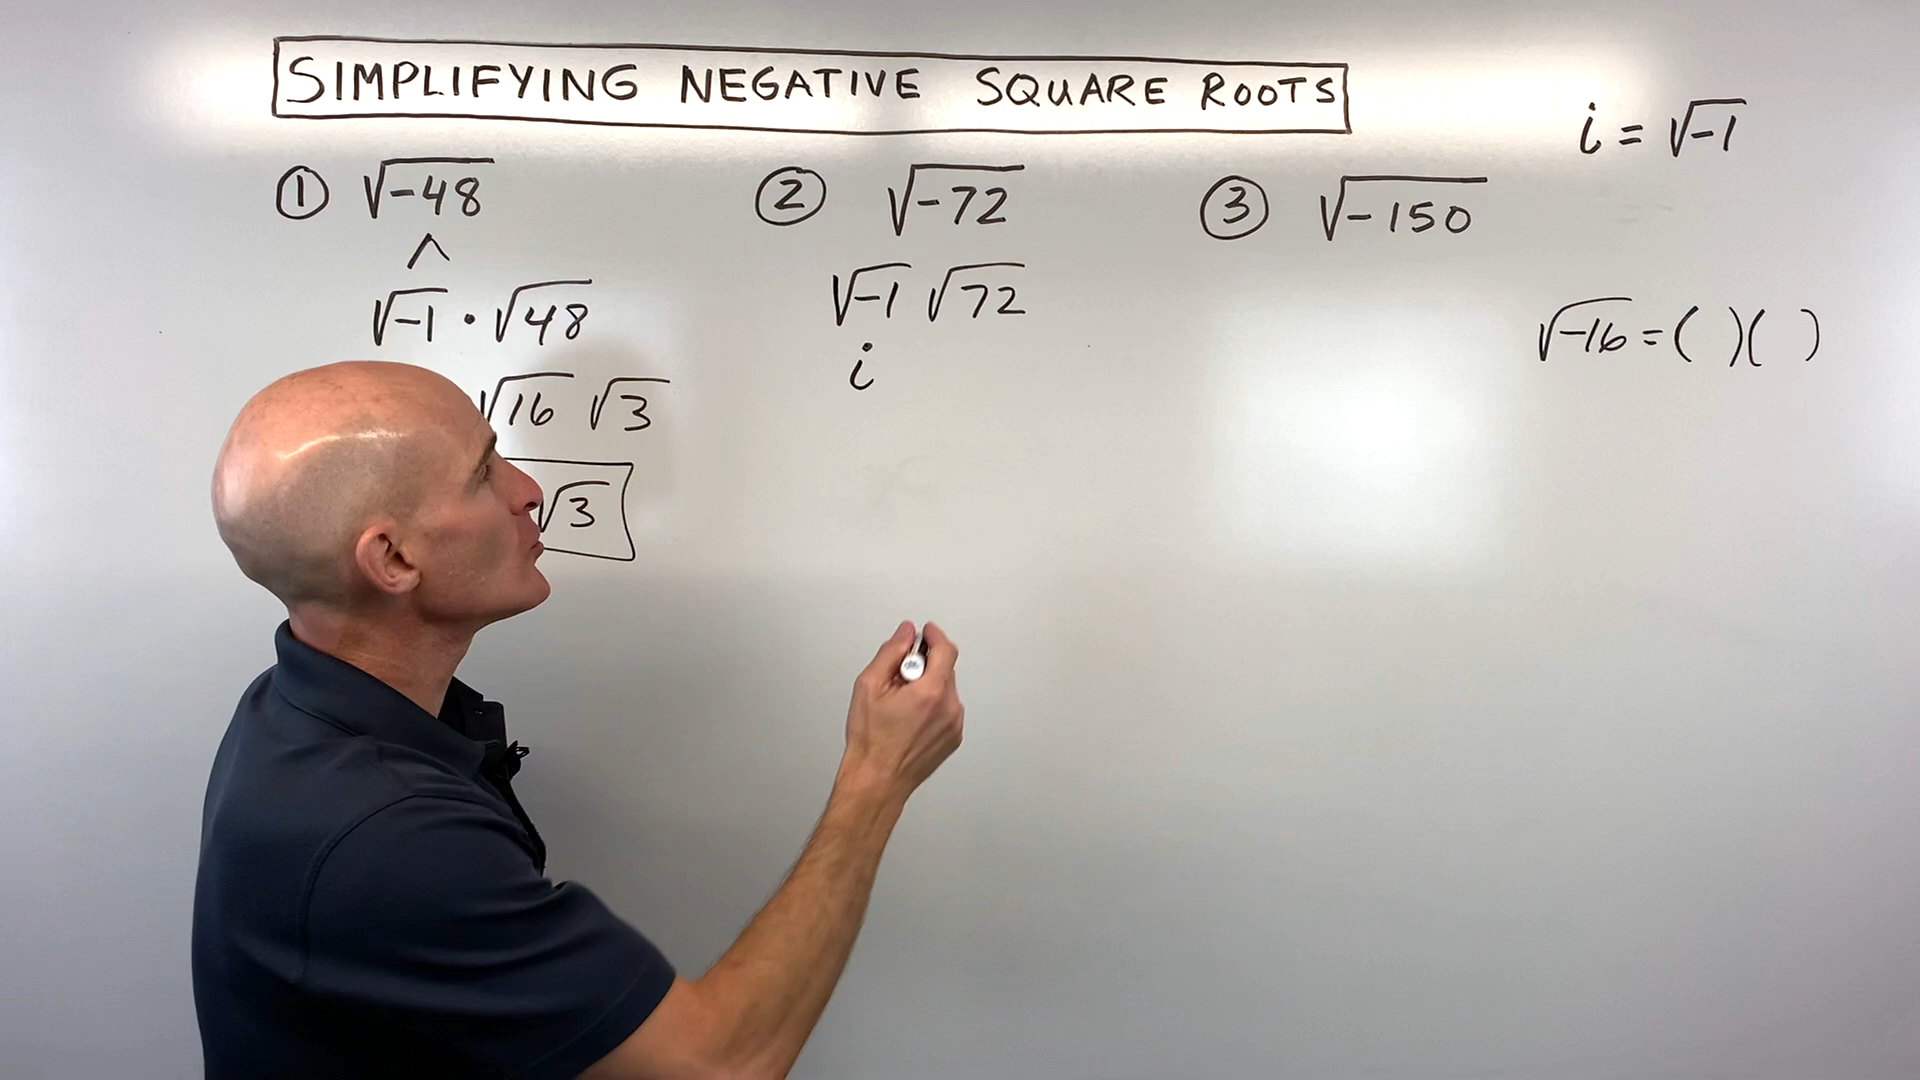 SIMPLIFYING NEGATIVE SQUARE ROOTS
i = √-1
① √-48
√-1 · √48
√16 √3
√3
② √-72
√-1 √72
i
③ √-150
√-16 = ( )( )